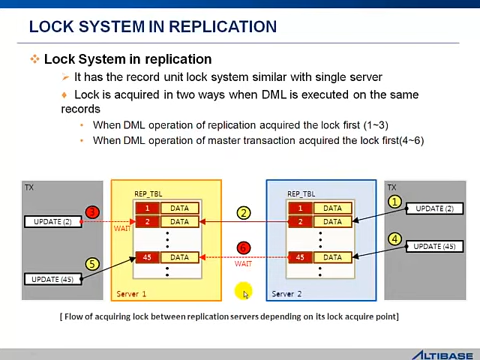 LOCK SYSTEM IN REPLICATION
Lock System in replication
It has the record unit lock system similar with single server
Lock is acquired in two ways when DML is executed on the same
records
When DML operation of replication acquired the lock first (1~3)
When DML operation of master transaction acquired the lock first(4~6)
TX
REP_TBL
REP_TBL
TX
1 DATA
1 DATA
1
3
2
UPDATE (2)
2 DATA
2 DATA
UPDATE (2)
WAIT
6
4
UPDATE (45)
5
45 DATA
45 DATA
WAIT
UPDATE (45)
Server 1
Server 2
[ Flow of acquiring lock between replication servers depending on its lock acquire point]
ALTIBASE